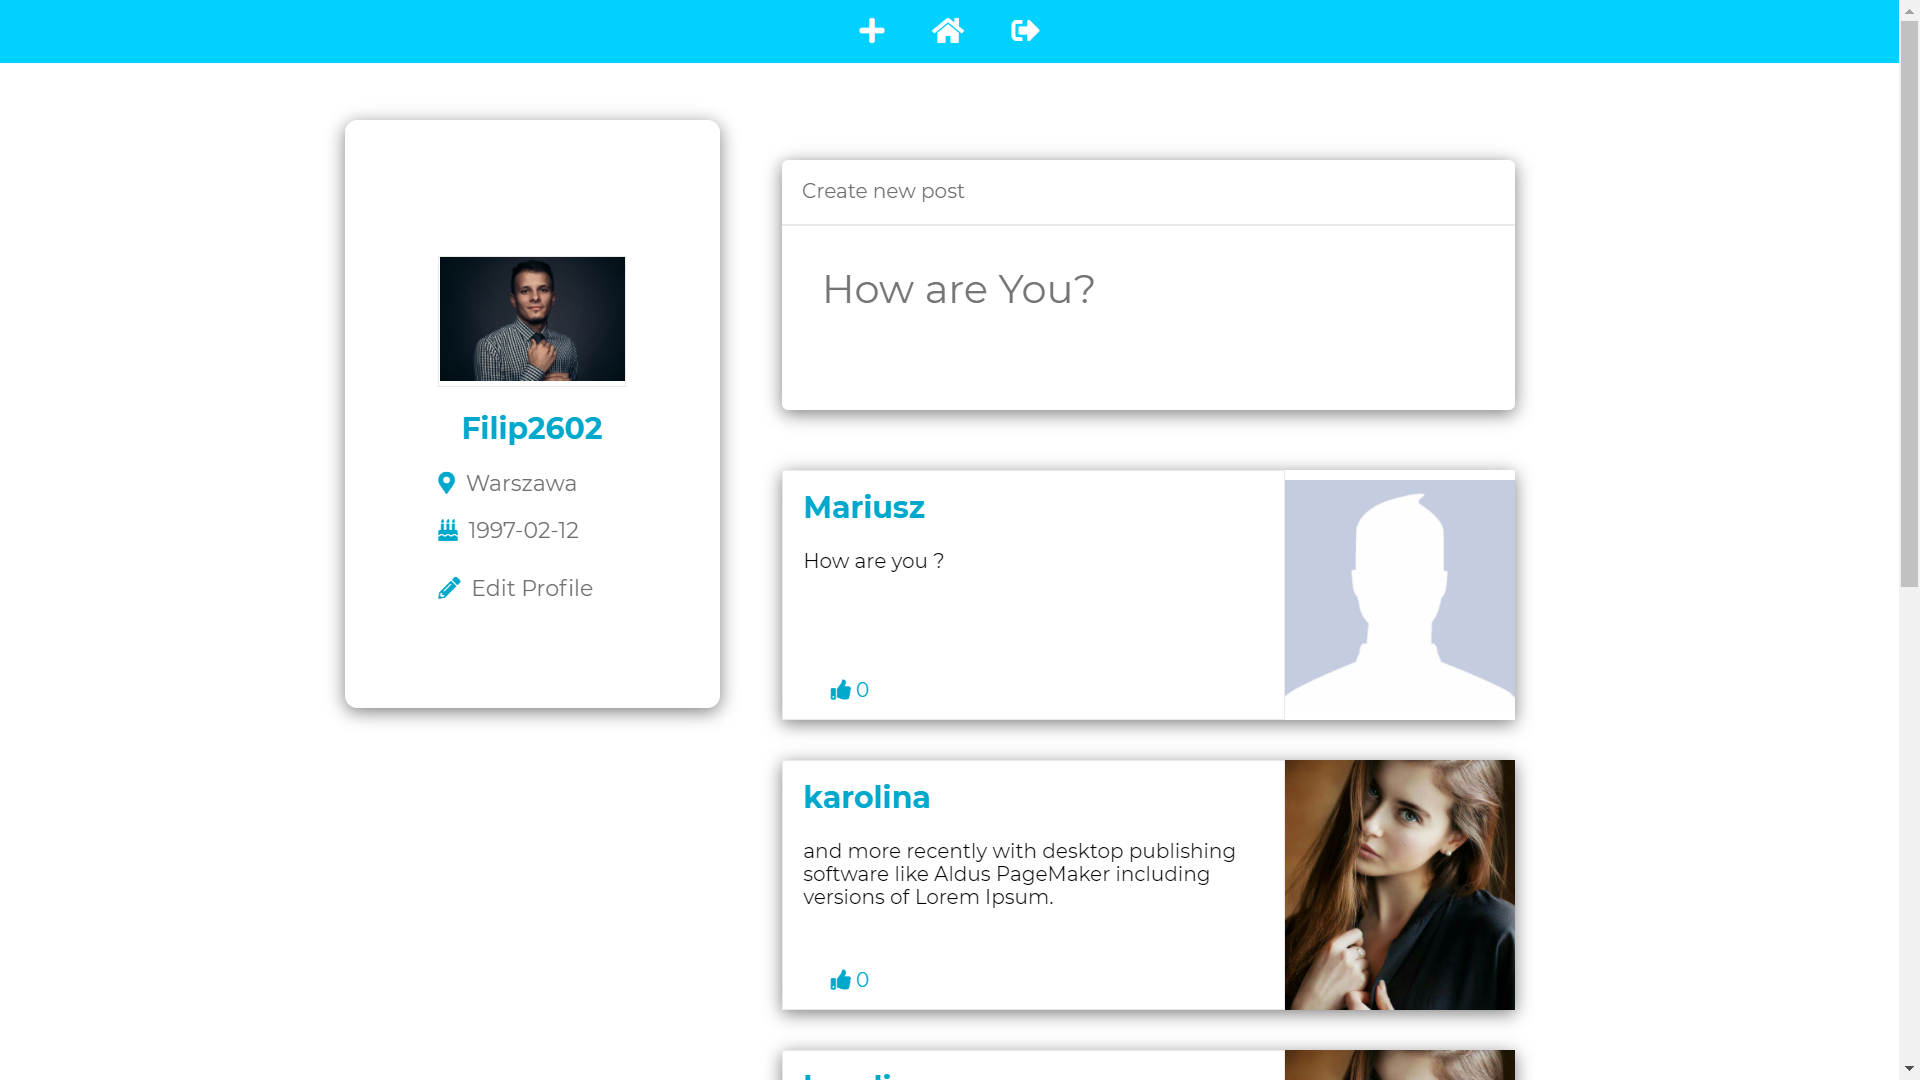 Filip2602
Warszawa
1997-02-12
Edit Profile
Create new post
How are You?
Mariusz
How are you ?
0
karolina
and more recently with desktop publishing
software like Aldus PageMaker including
versions of Lorem Ipsum.
0